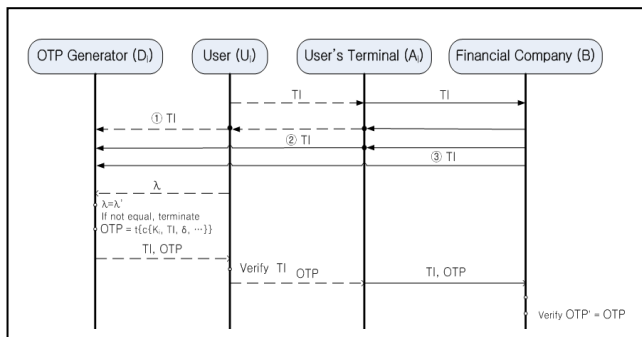 OTP Generator (Dᵢ)
User (Uᵢ)
User's Terminal (Aᵢ)
Financial Company (B)
TI
TI
① TI
② TI
③ TI
λ
λ=λ'
If not equal, terminate
OTP = t{c{Kᵢ, TI, δ, ···}}
TI, OTP
Verify TI
OTP
TI, OTP
Verify OTP' = OTP